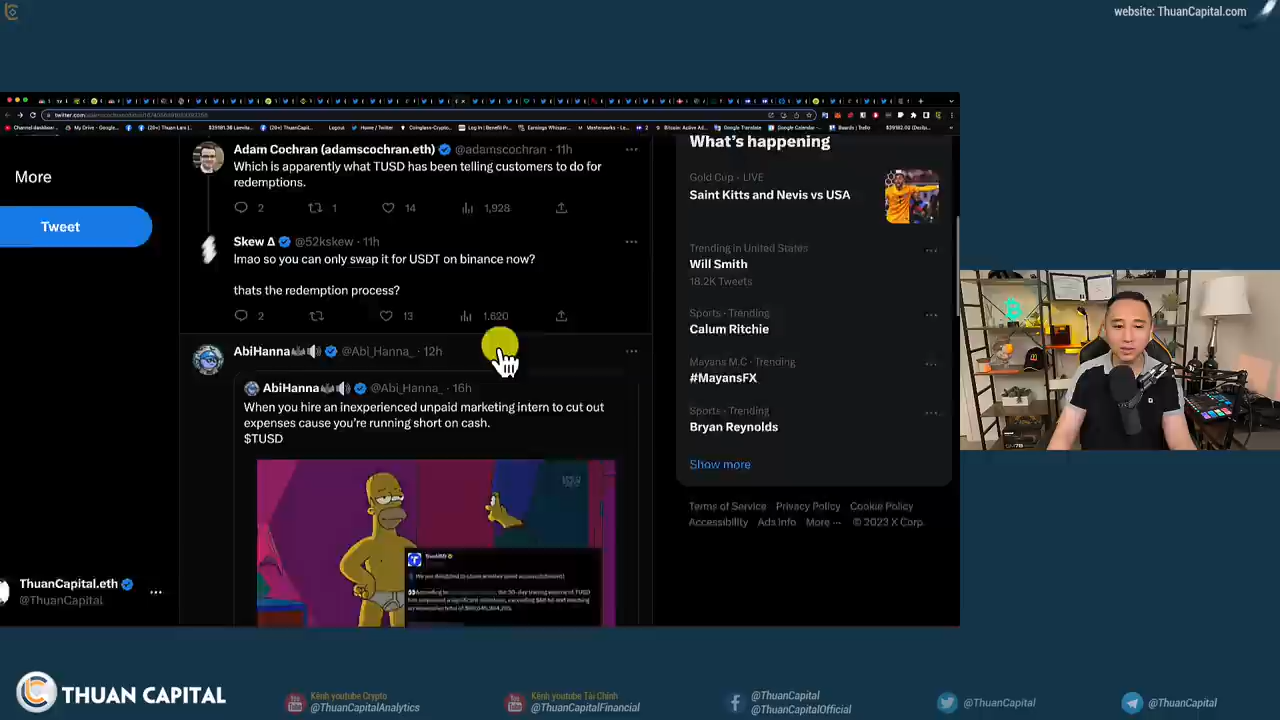 website: ThuanCapital.com
More
Tweet
ThuanCapital.eth
@ThuanCapital
Adam Cochran (adamscochran.eth) @adamscochran · 11h
Which is apparently what TUSD has been telling customers to do for
redemptions.
2 1 14 1,928
Skew Δ @52kskew · 11h
lmao so you can only swap it for USDT on binance now?
thats the redemption process?
2 13 1,620
AbiHanna @Abi_Hanna_ · 12h
AbiHanna @Abi_Hanna_ · 16h
When you hire an inexperienced unpaid marketing intern to cut out
expenses cause you're running short on cash.
$TUSD
What's happening
Gold Cup · LIVE
Saint Kitts and Nevis vs USA
Trending in United States
Will Smith
18.2K Tweets
Sports · Trending
Calum Ritchie
Mayans M.C · Trending
#MayansFX
Sports · Trending
Bryan Reynolds
Show more
Terms of Service Privacy Policy Cookie Policy
Accessibility Ads info More ··· © 2023 X Corp.
THUAN CAPITAL
Kênh youtube Crypto
@ThuanCapitalAnalytics
Kênh youtube Tài Chính
@ThuanCapitalFinancial
@ThuanCapital
@ThuanCapitalOfficial
@ThuanCapital
@ThuanCapital